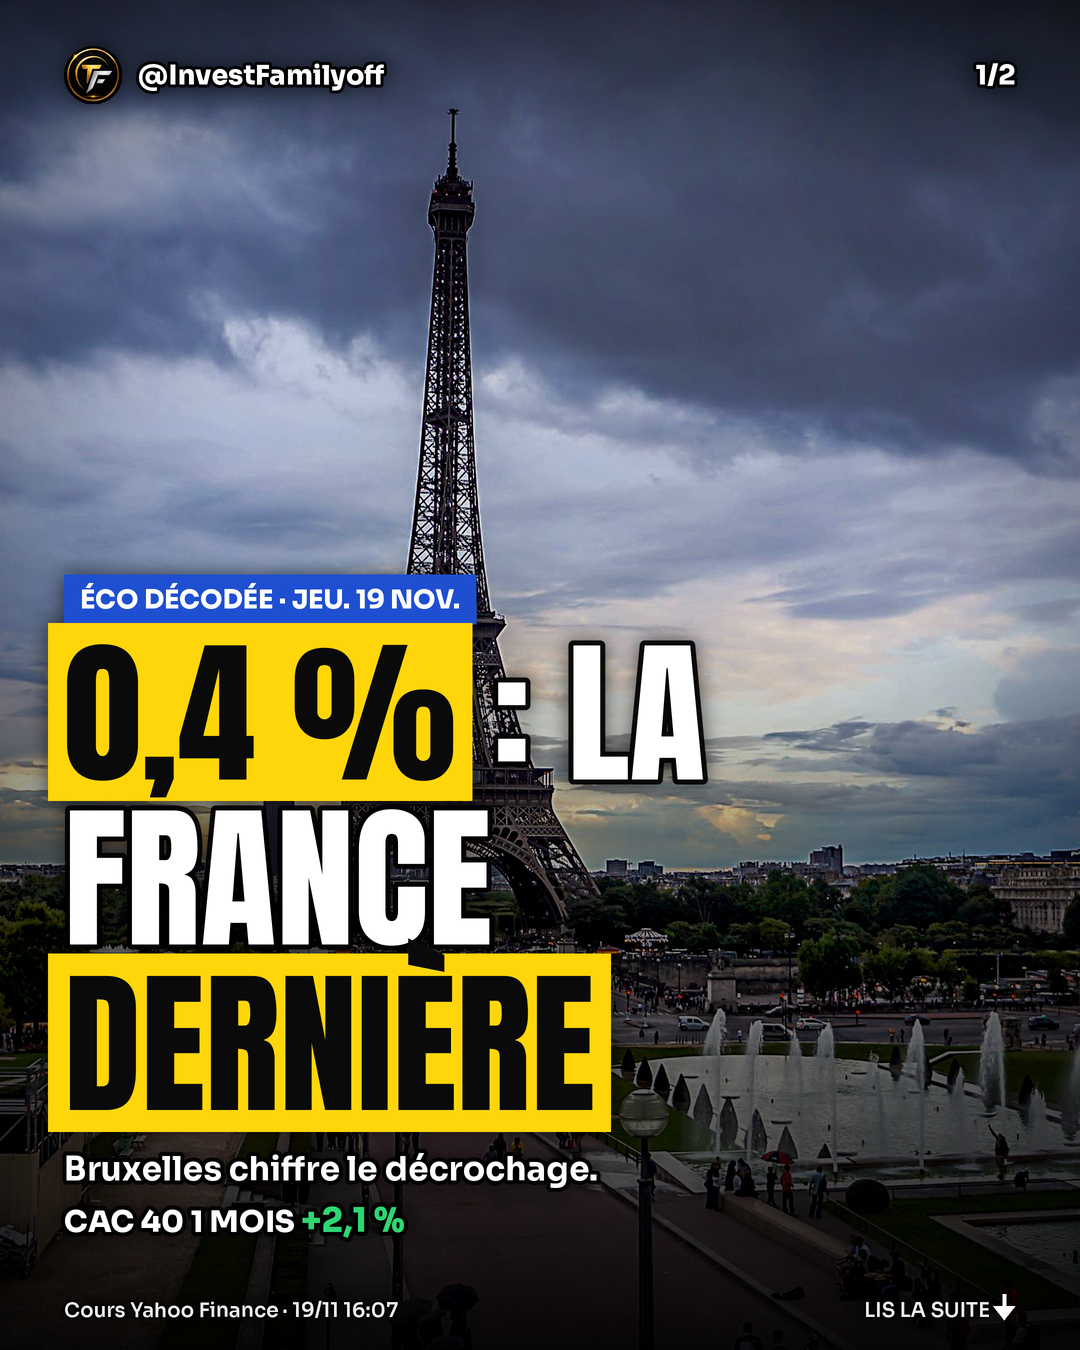 @InvestFamilyoff
1/2
ÉCO DÉCODÉE · JEU. 19 NOV.
0,4 % : LA
FRANCE
DERNIÈRE
Bruxelles chiffre le décrochage.
CAC 40 1 MOIS +2,1 %
Cours Yahoo Finance · 19/11 16:07
LIS LA SUITE